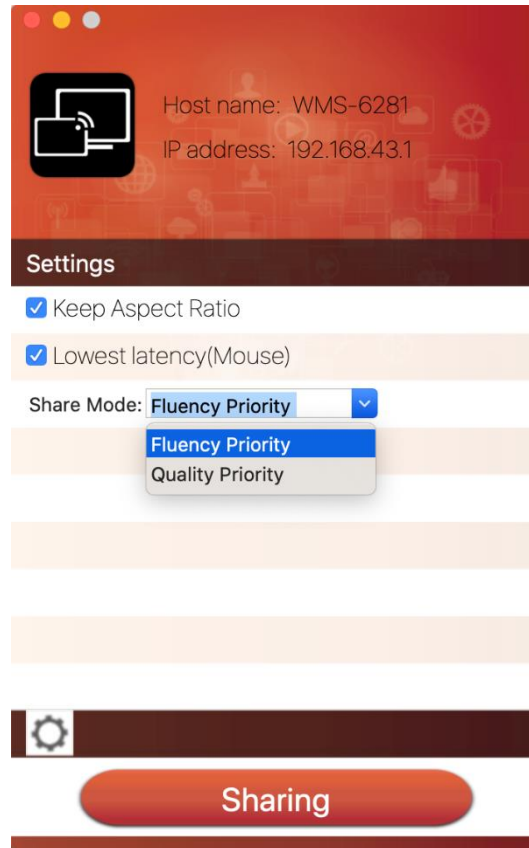 Host name: WMS-6281
IP address: 192.168.43.1
Settings
Keep Aspect Ratio
Lowest latency(Mouse)
Share Mode: Fluency Priority
Fluency Priority
Quality Priority
Sharing